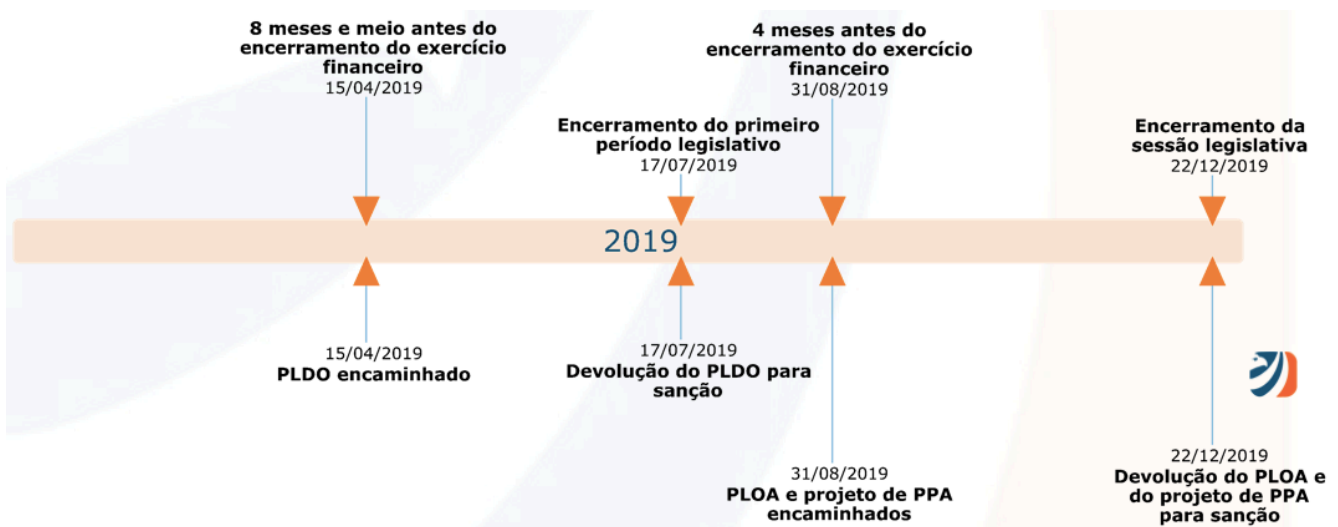 8 meses e meio antes do
encerramento do exercício
financeiro
15/04/2019
4 meses antes do
encerramento do exercício
financeiro
31/08/2019
Encerramento do primeiro
período legislativo
17/07/2019
Encerramento da
sessão legislativa
22/12/2019
2019
15/04/2019
PLDO encaminhado
17/07/2019
Devolução do PLDO para
sanção
31/08/2019
PLOA e projeto de PPA
encaminhados
22/12/2019
Devolução do PLOA e
do projeto de PPA
para sanção